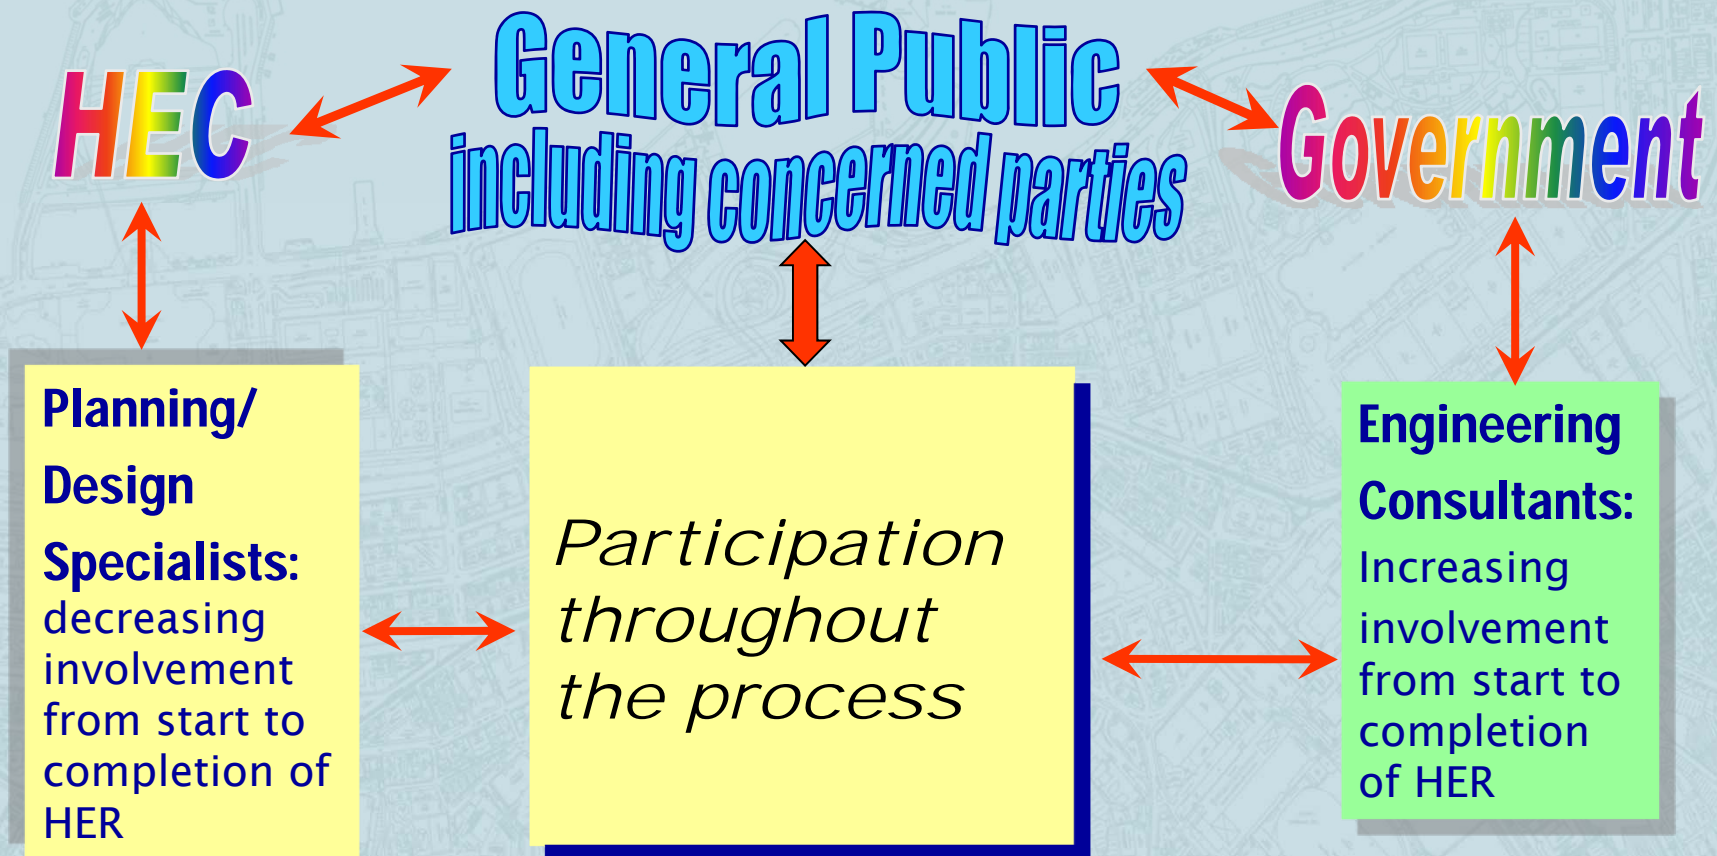 HEC
General Public
including concerned parties
Government
Planning/
Design
Specialists:
decreasing
involvement
from start to
completion of
HER
Participation
throughout
the process
Engineering
Consultants:
Increasing
involvement
from start to
completion
of HER